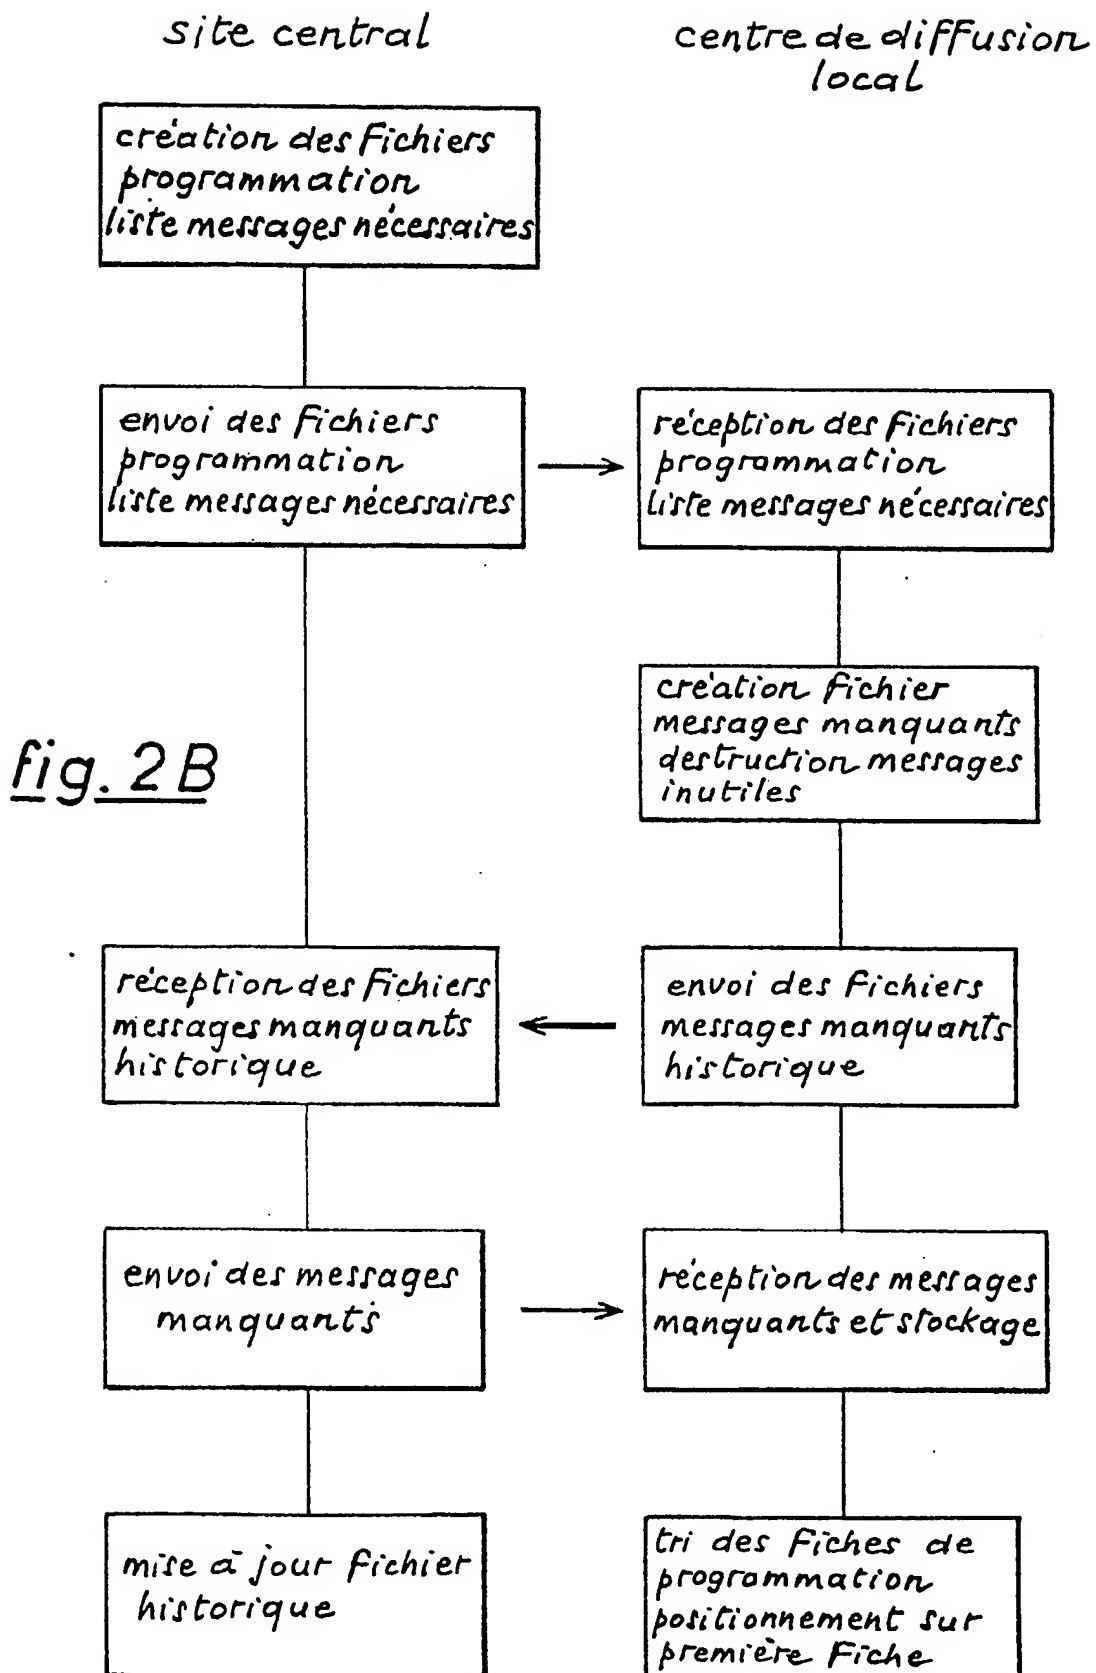 site central
centre de diffusion
local
création des fichiers
programmation
liste messages nécessaires
envoi des fichiers
programmation
liste messages nécessaires
réception des fichiers
programmation
liste messages nécessaires
création fichier
messages manquants
destruction messages
inutiles
fig. 2B
réception des fichiers
messages manquants
historique
envoi des fichiers
messages manquants
historique
envoi des messages
manquants
réception des messages
manquants et stockage
mise à jour fichier
historique
tri des fiches de
programmation
positionnement sur
première fiche